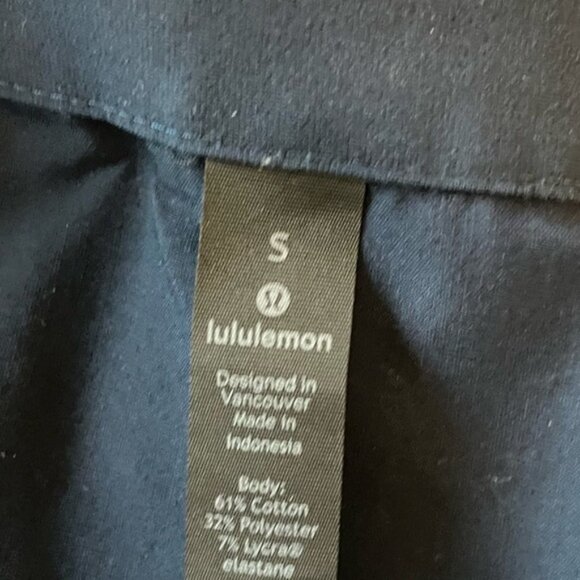 S
lululemon
Designed in
Vancouver
Made in
Indonesia
Body:
61% Cotton
32% Polyester
7% Lycra®
elastane